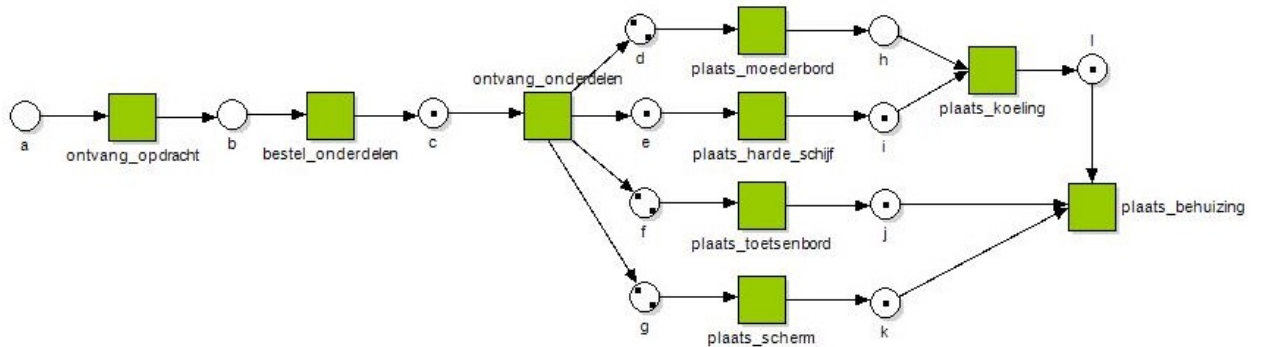 a
ontvang_opdracht
b
bestel_onderdelen
c
ontvang_onderdelen
d
plaats_moederbord
h
plaats_koeling
l
e
plaats_harde_schijf
i
f
plaats_toetsenbord
j
plaats_behuizing
g
plaats_scherm
k